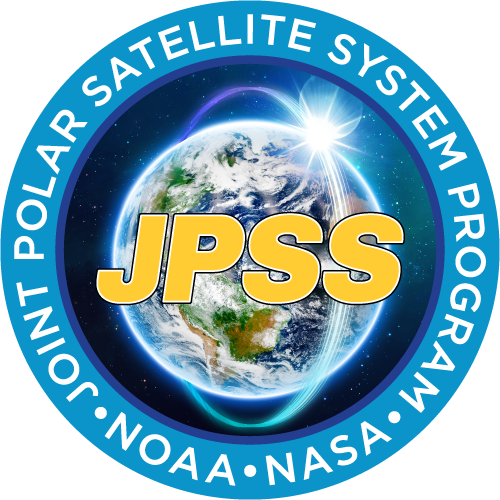 JOINT POLAR SATELLITE SYSTEM PROGRAM
JPSS
•NOAA•NASA•